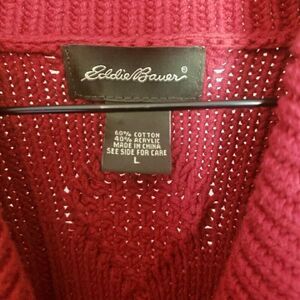 Eddie Bauer®
60% COTTON
40% ACRYLIC
MADE IN CHINA
SEE SIDE FOR CARE
L